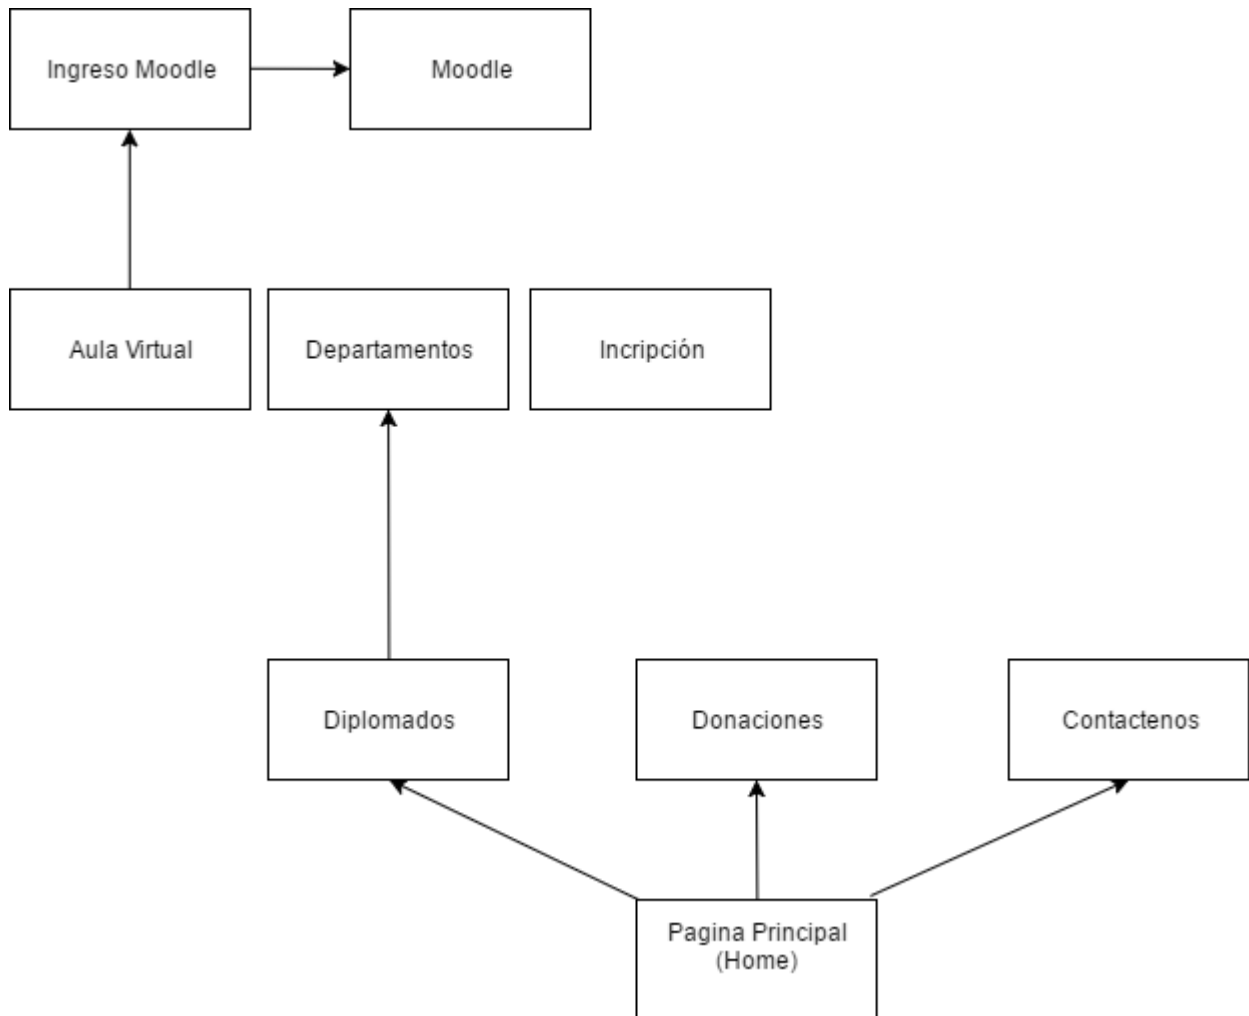 Ingreso Moodle
Moodle
Aula Virtual
Departamentos
Incripción
Diplomados
Donaciones
Contactenos
Pagina Principal
(Home)